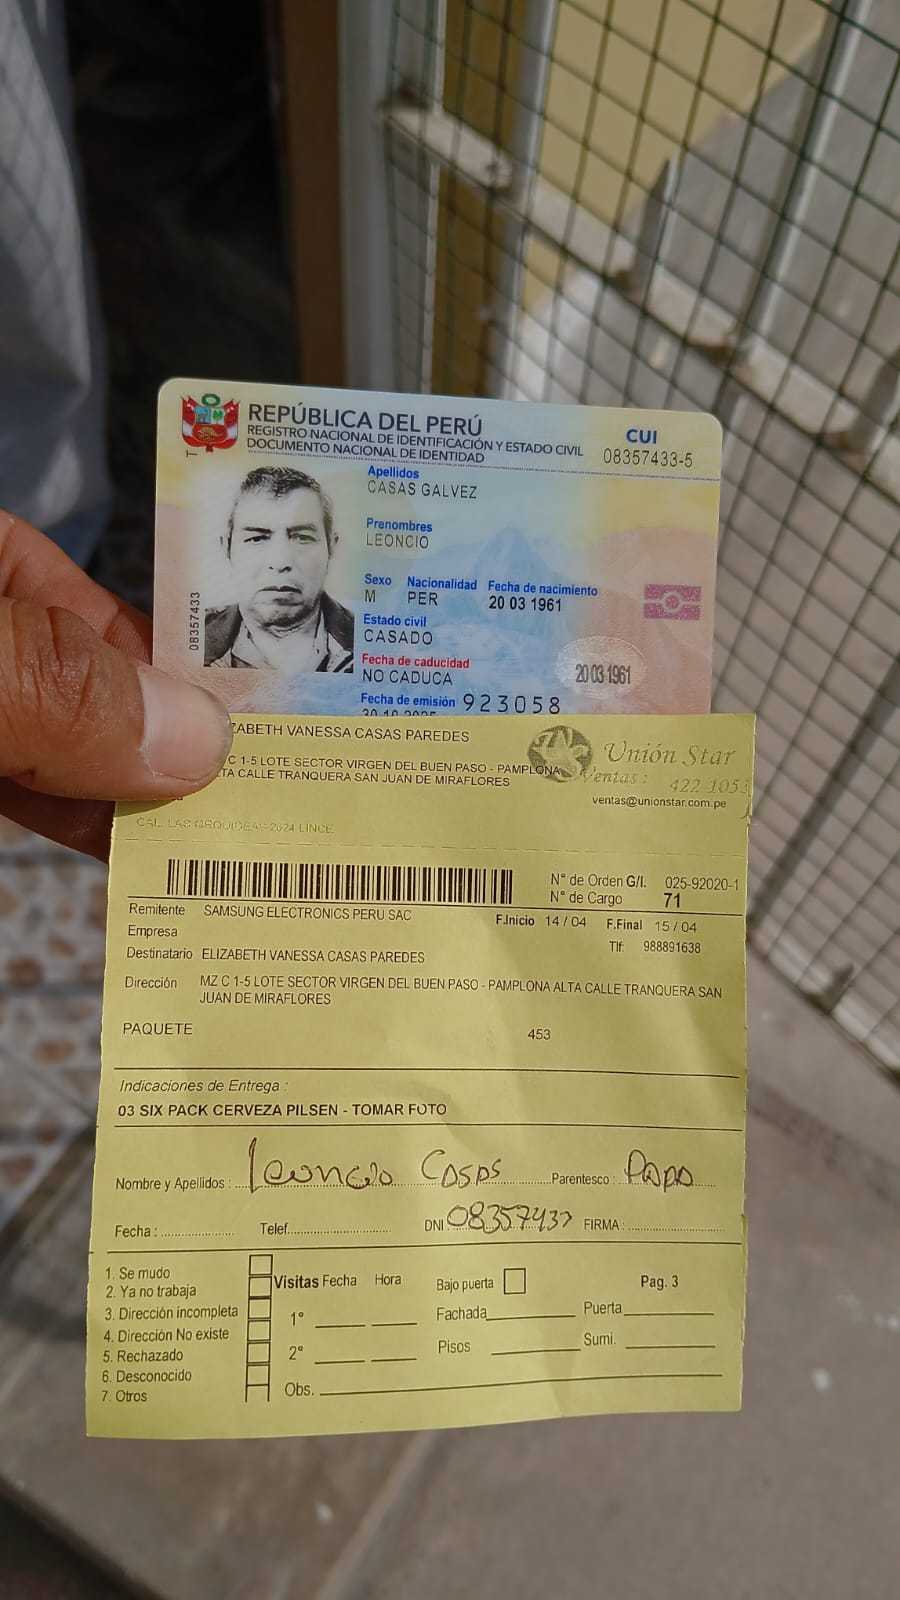 REPÚBLICA DEL PERÚ
REGISTRO NACIONAL DE IDENTIFICACIÓN Y ESTADO CIVIL
DOCUMENTO NACIONAL DE IDENTIDAD
CUI
08357433-5
Apellidos
CASAS GALVEZ
Prenombres
LEONCIO
Sexo Nacionalidad Fecha de nacimiento
M PER 20 03 1961
Estado civil
CASADO
Fecha de caducidad
NO CADUCA
20 03 1961
Fecha de emisión 923058
08357433
VANESSA CASAS PAREDES
C 1-5 LOTE SECTOR VIRGEN DEL BUEN PASO - PAMPLONA
CALLE TRANQUERA SAN JUAN DE MIRAFLORES
Unión Star
Ventas : 422-1053
ventas@unionstar.com.pe
2024 LINCE
N° de Orden G/I. 025-92020-1
N° de Cargo 71
Remitente SAMSUNG ELECTRONICS PERU SAC F.Inicio 14 / 04 F.Final 15 / 04
Empresa Tlf: 988891638
Destinatario ELIZABETH VANESSA CASAS PAREDES
Dirección MZ C 1-5 LOTE SECTOR VIRGEN DEL BUEN PASO - PAMPLONA ALTA CALLE TRANQUERA SAN
JUAN DE MIRAFLORES
PAQUETE 453
Indicaciones de Entrega :
03 SIX PACK CERVEZA PILSEN - TOMAR FOTO
Nombre y Apellidos : Leoncio Casas Parentesco : Papa
Fecha : Telef. DNI : 08357433 FIRMA :
1. Se mudo
2. Ya no trabaja
3. Dirección incompleta
4. Dirección No existe
5. Rechazado
6. Desconocido
7. Otros
Visitas Fecha Hora
1°
2°
Obs.
Bajo puerta
Fachada
Pisos
Pag. 3
Puerta
Sumi.